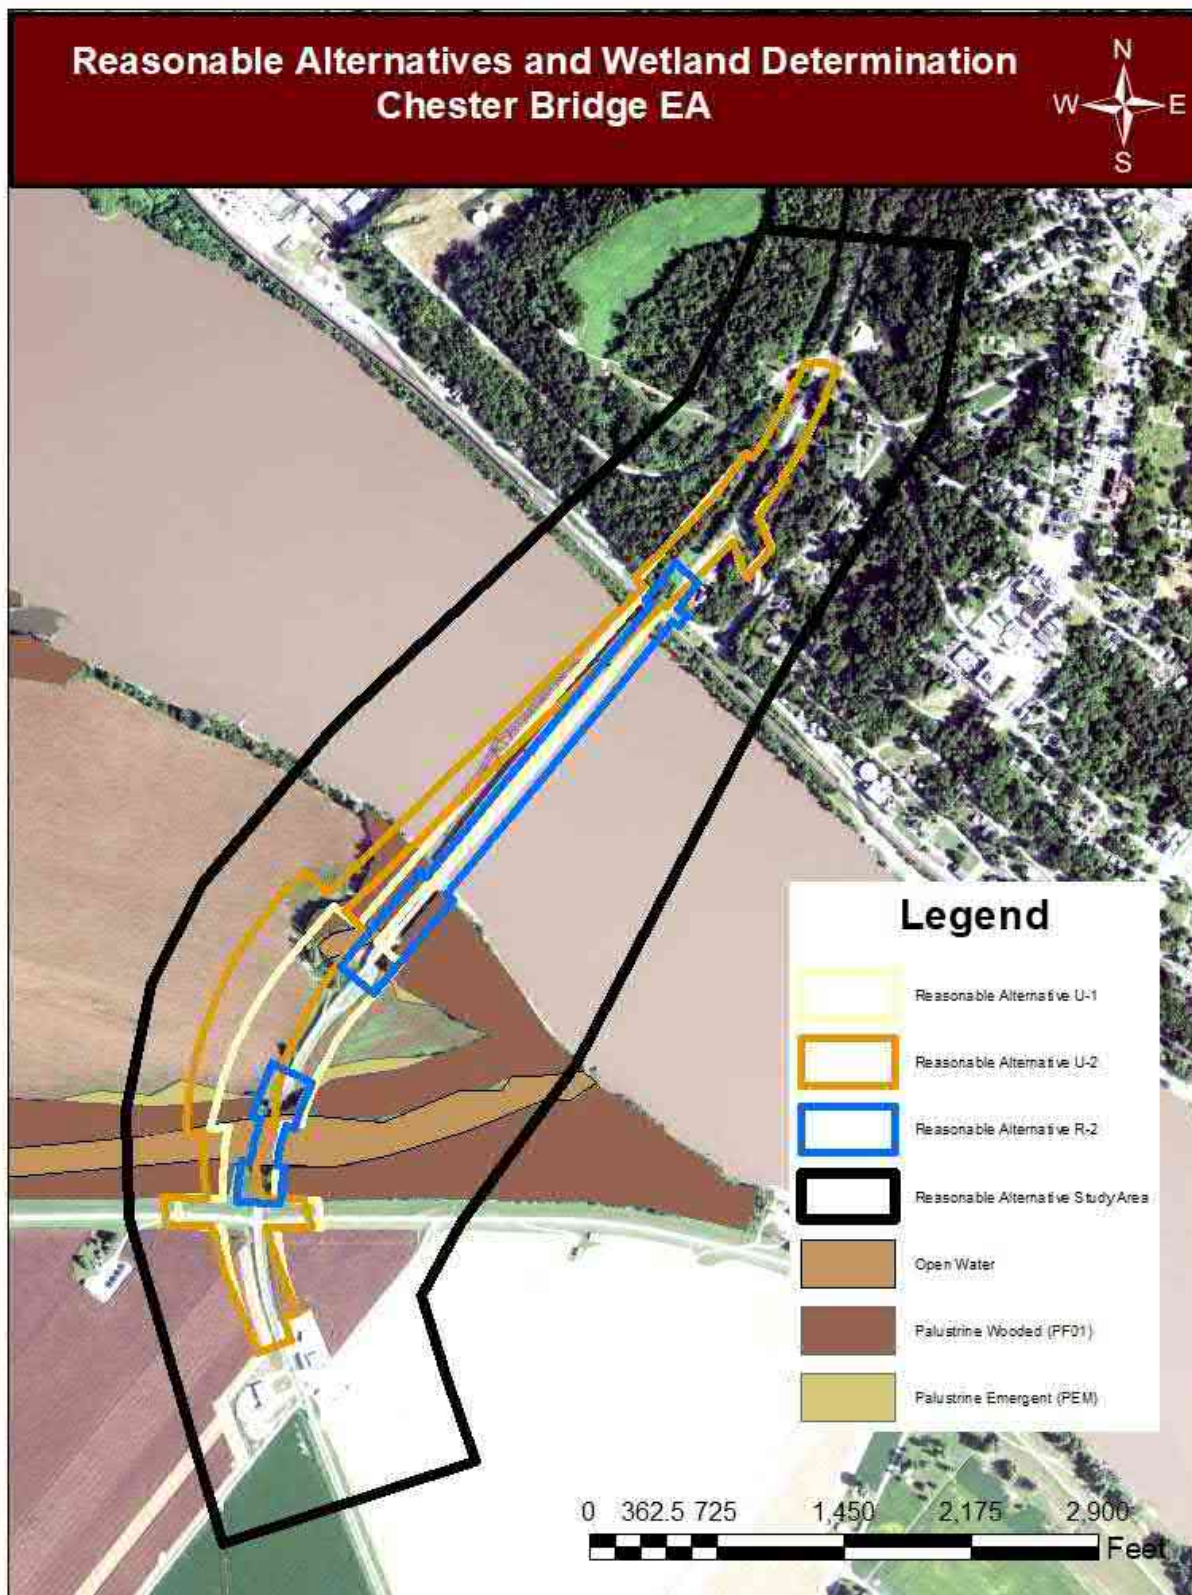 Reasonable Alternatives and Wetland Determination
Chester Bridge EA
N
W E
S
Legend
Reasonable Alternative U-1
Reasonable Alternative U-2
Reasonable Alternative R-2
Reasonable Alternative Study Area
Open Water
Palustrine Wooded (PF01)
Palustrine Emergent (PEM)
0 362.5 725 1,450 2,175 2,900
Feet